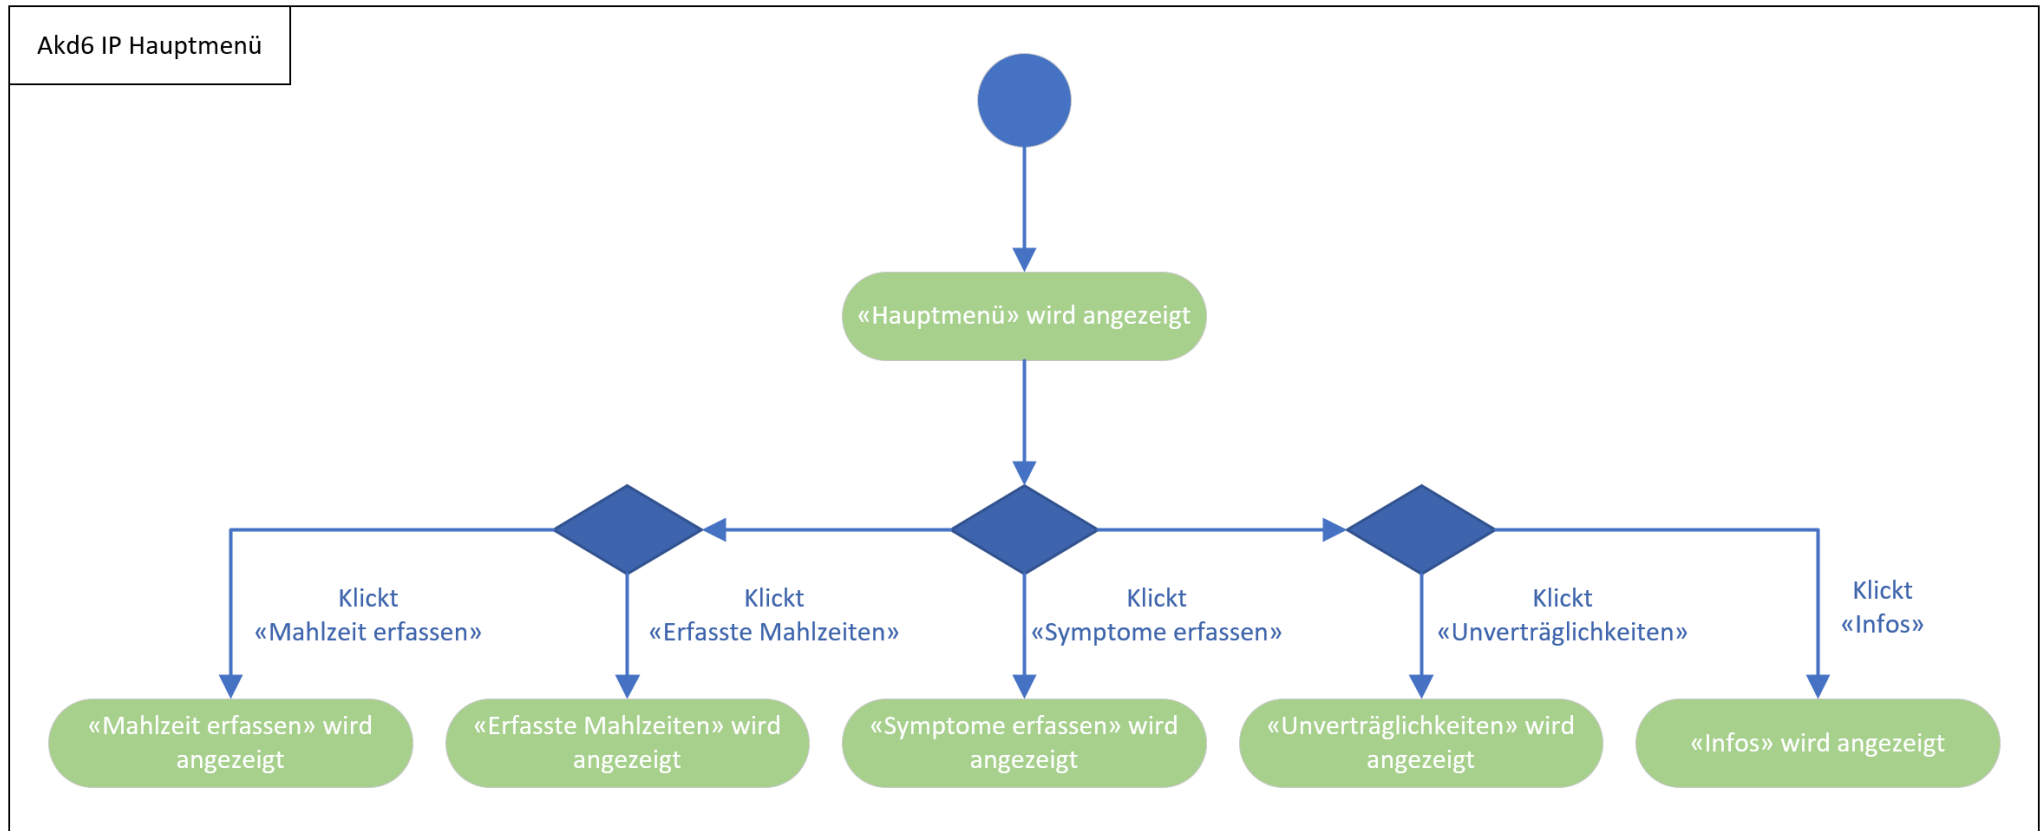 Akd6 IP Hauptmenü
«Hauptmenü» wird angezeigt
Klickt
«Mahlzeit erfassen»
Klickt
«Erfasste Mahlzeiten»
Klickt
«Symptome erfassen»
Klickt
«Unverträglichkeiten»
Klickt
«Infos»
«Mahlzeit erfassen» wird
angezeigt
«Erfasste Mahlzeiten» wird
angezeigt
«Symptome erfassen» wird
angezeigt
«Unverträglichkeiten» wird
angezeigt
«Infos» wird angezeigt